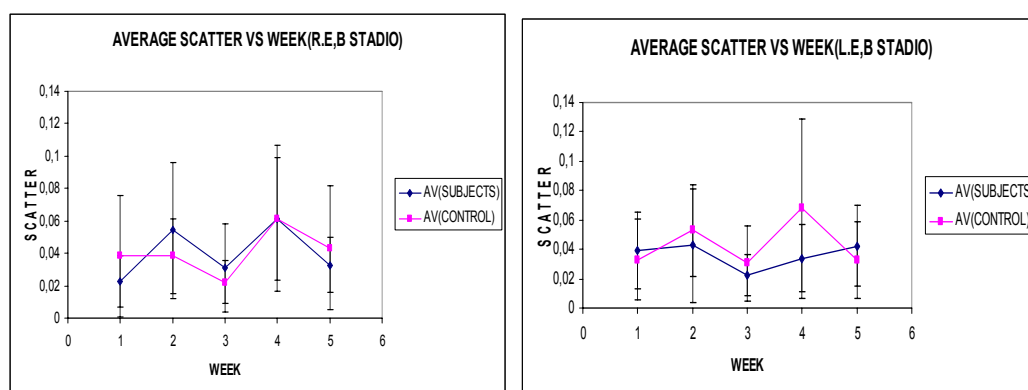 AVERAGE SCATTER VS WEEK(R.E,B STADIO)
0,14
0,12
0,1
0,08
0,06
0,04
0,02
0
SCATTER
0 1 2 3 4 5 6
WEEK
AV(SUBJECTS)
AV(CONTROL)
AVERAGE SCATTER VS WEEK(L.E,B STADIO)
0,14
0,12
0,1
0,08
0,06
0,04
0,02
0
SCATTER
0 1 2 3 4 5 6
WEEK
AV(SUBJECTS
AV(CONTROL)